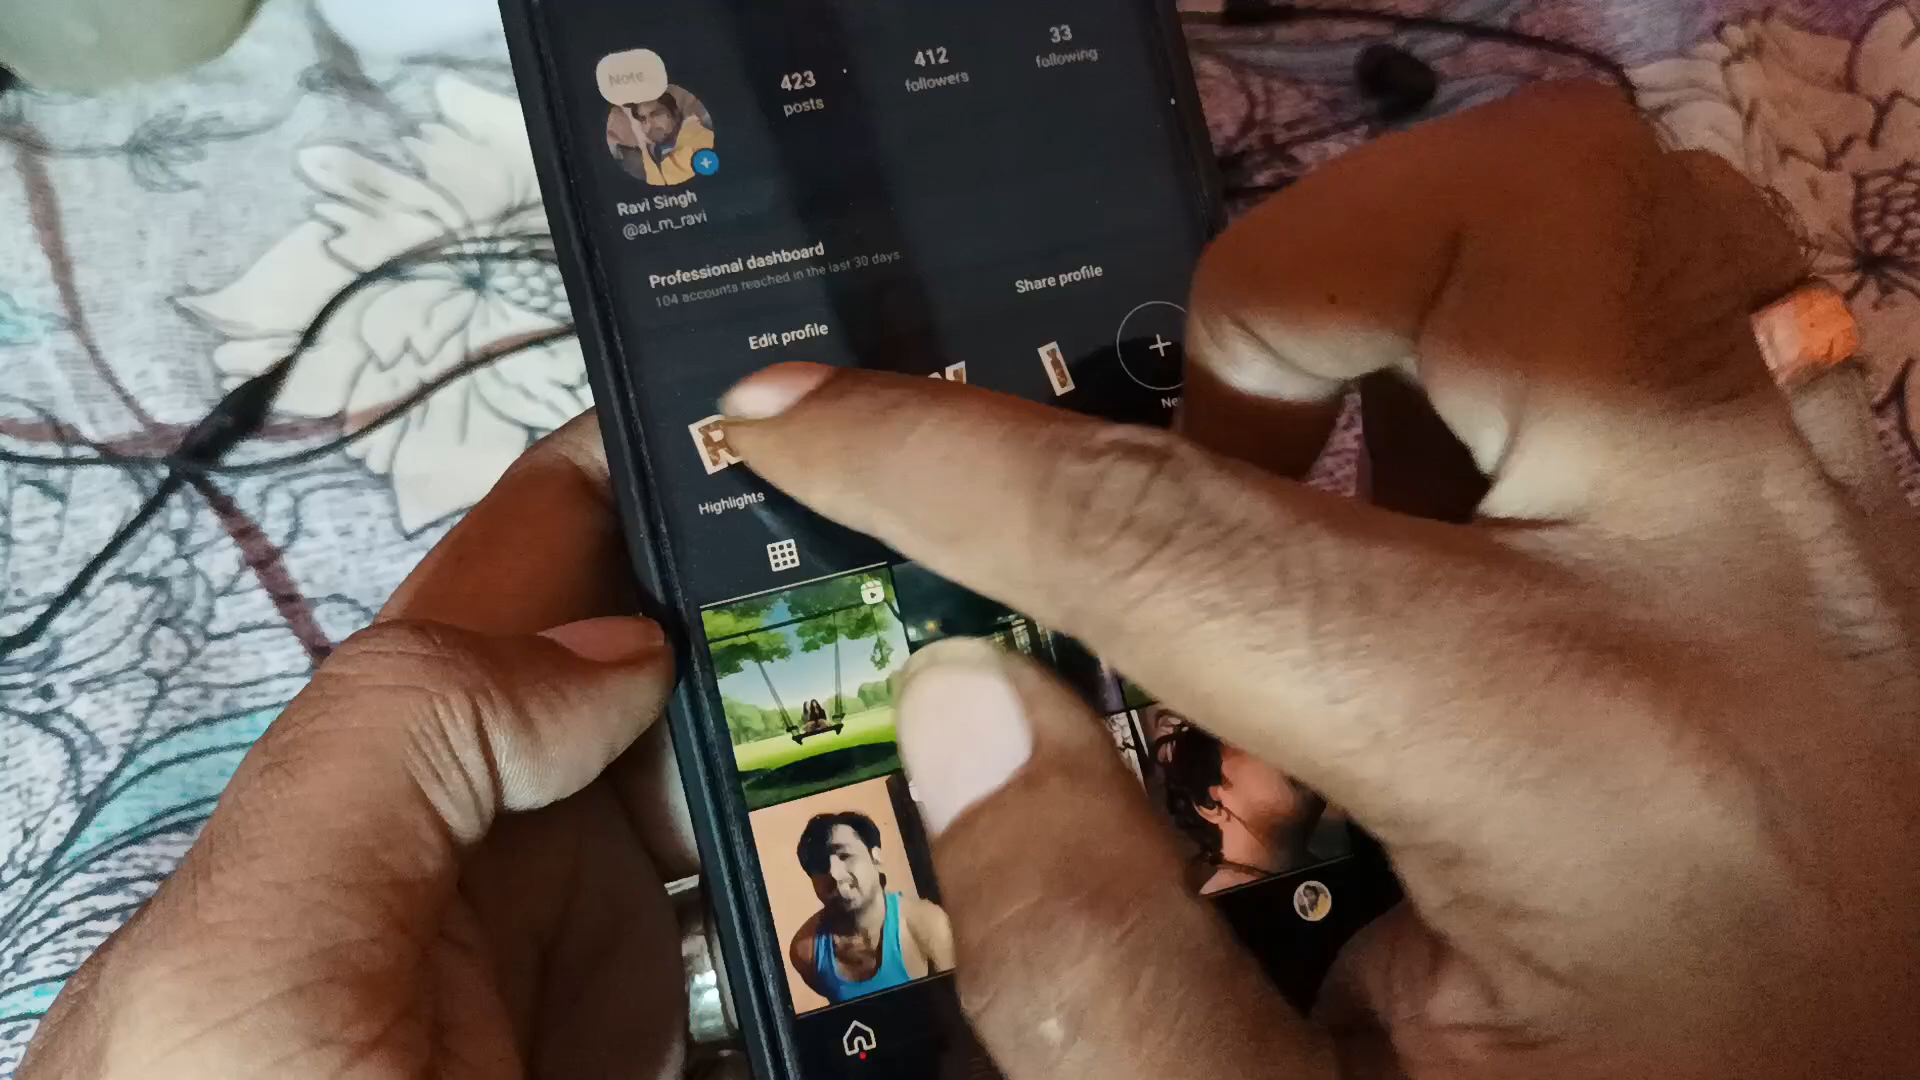 Note...
423
posts
412
followers
33
following
Ravi Singh
@ai_m_ravi
Professional dashboard
104 accounts reached in the last 30 days
Edit profile
Share profile
R
Highlights